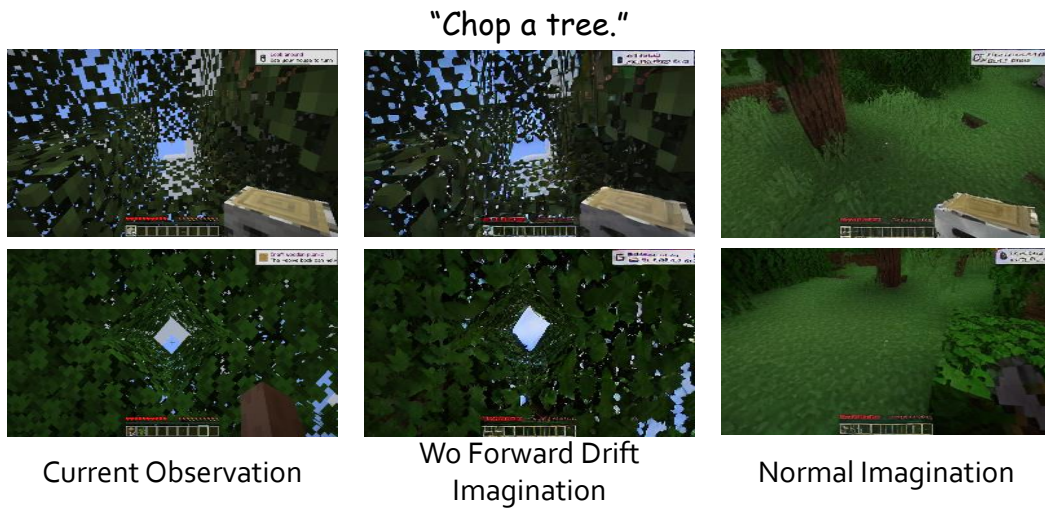 “Chop a tree.”
Current Observation
Wo Forward Drift
Imagination
Normal Imagination